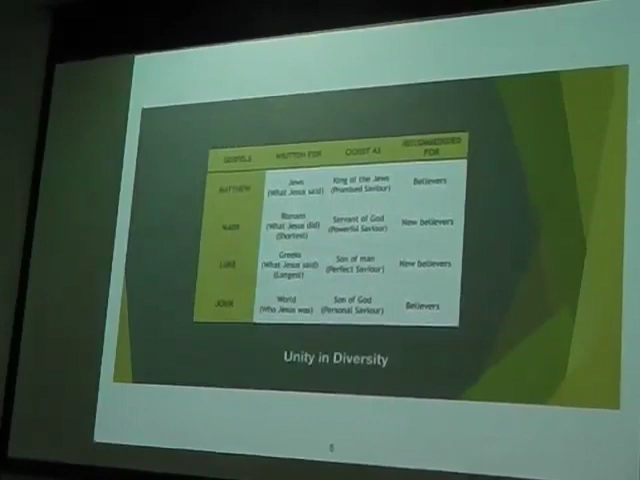 GOSPELS WRITTEN FOR CHRIST AS RECOMMENDED FOR
MATTHEW Jews (What Jesus said) King of the Jews (Promised Saviour) Believers
MARK Romans (What Jesus did) (Shortest) Servant of God (Powerful Saviour) New believers
LUKE Greeks (What Jesus said) (Longest) Son of man (Perfect Saviour) New believers
JOHN World (Who Jesus was) Son of God (Personal Saviour) Believers
Unity in Diversity